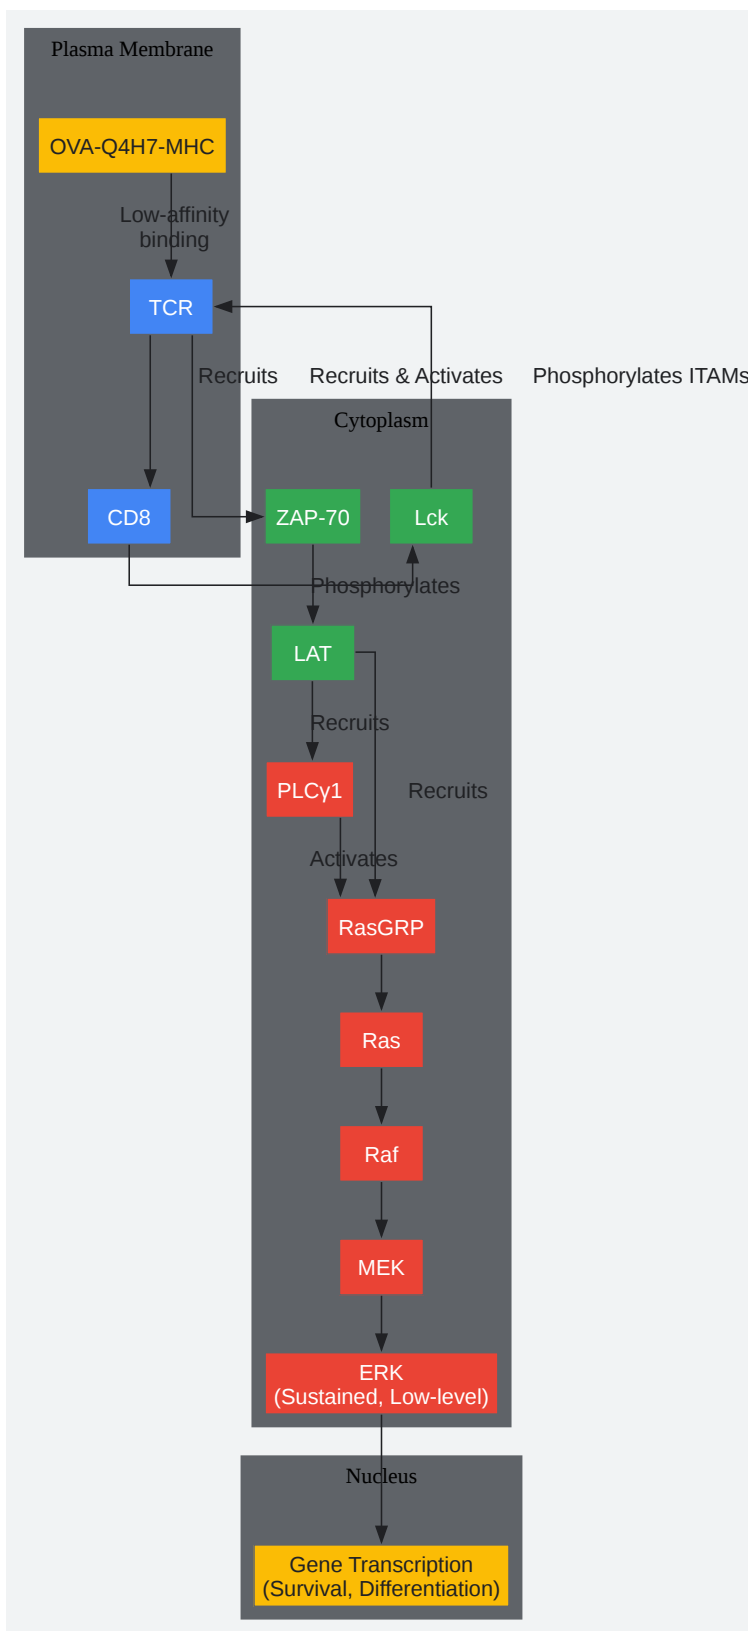 Plasma Membrane
OVA-Q4H7-MHC
Low-affinity
binding
TCR
Recruits
Recruits & Activates
Phosphorylates ITAMs
Cytoplasm
CD8
ZAP-70
Lck
Phosphorylates
LAT
Recruits
PLCγ1
Recruits
Activates
RasGRP
Ras
Raf
MEK
ERK
(Sustained, Low-level)
Nucleus
Gene Transcription
(Survival, Differentiation)